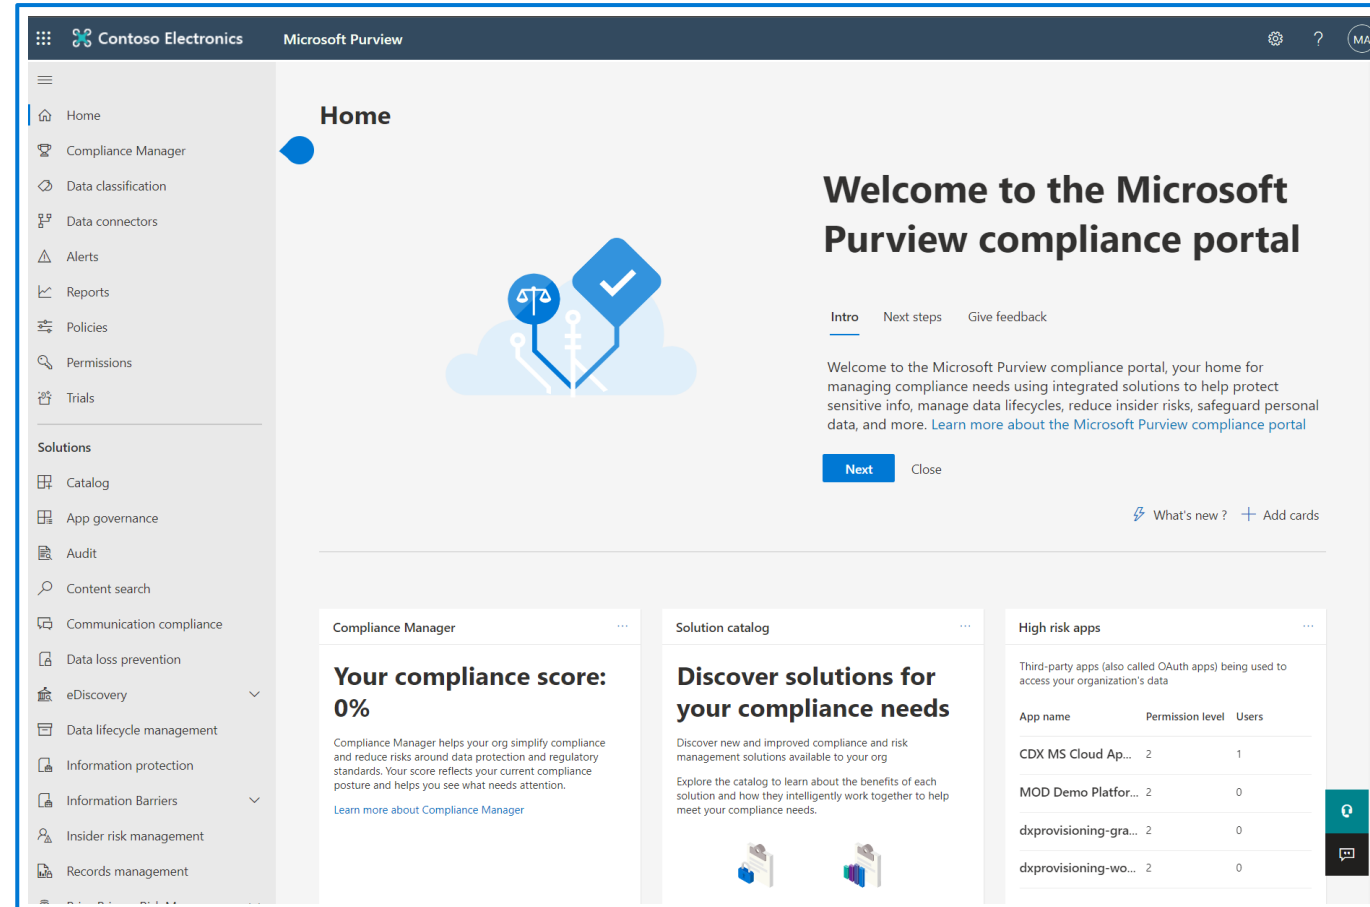 Contoso Electronics
Microsoft Purview
MA
Home
Compliance Manager
Data classification
Data connectors
Alerts
Reports
Policies
Permissions
Trials
Solutions
Catalog
App governance
Audit
Content search
Communication compliance
Data loss prevention
eDiscovery
Data lifecycle management
Information protection
Information Barriers
Insider risk management
Records management
Home
Welcome to the Microsoft
Purview compliance portal
Intro Next steps Give feedback
Welcome to the Microsoft Purview compliance portal, your home for
managing compliance needs using integrated solutions to help protect
sensitive info, manage data lifecycles, reduce insider risks, safeguard personal
data, and more. Learn more about the Microsoft Purview compliance portal
Next Close
What's new ? Add cards
Compliance Manager
Your compliance score:
0%
Compliance Manager helps your org simplify compliance
and reduce risks around data protection and regulatory
standards. Your score reflects your current compliance
posture and helps you see what needs attention.
Learn more about Compliance Manager
Solution catalog
Discover solutions for
your compliance needs
Discover new and improved compliance and risk
management solutions available to your org
Explore the catalog to learn about the benefits of each
solution and how they intelligently work together to help
meet your compliance needs.
High risk apps
Third-party apps (also called OAuth apps) being used to
access your organization's data
App name Permission level Users
CDX MS Cloud Ap... 2 1
MOD Demo Platfor... 2 0
dxprovisioning-gra... 2 0
dxprovisioning-wo... 2 0